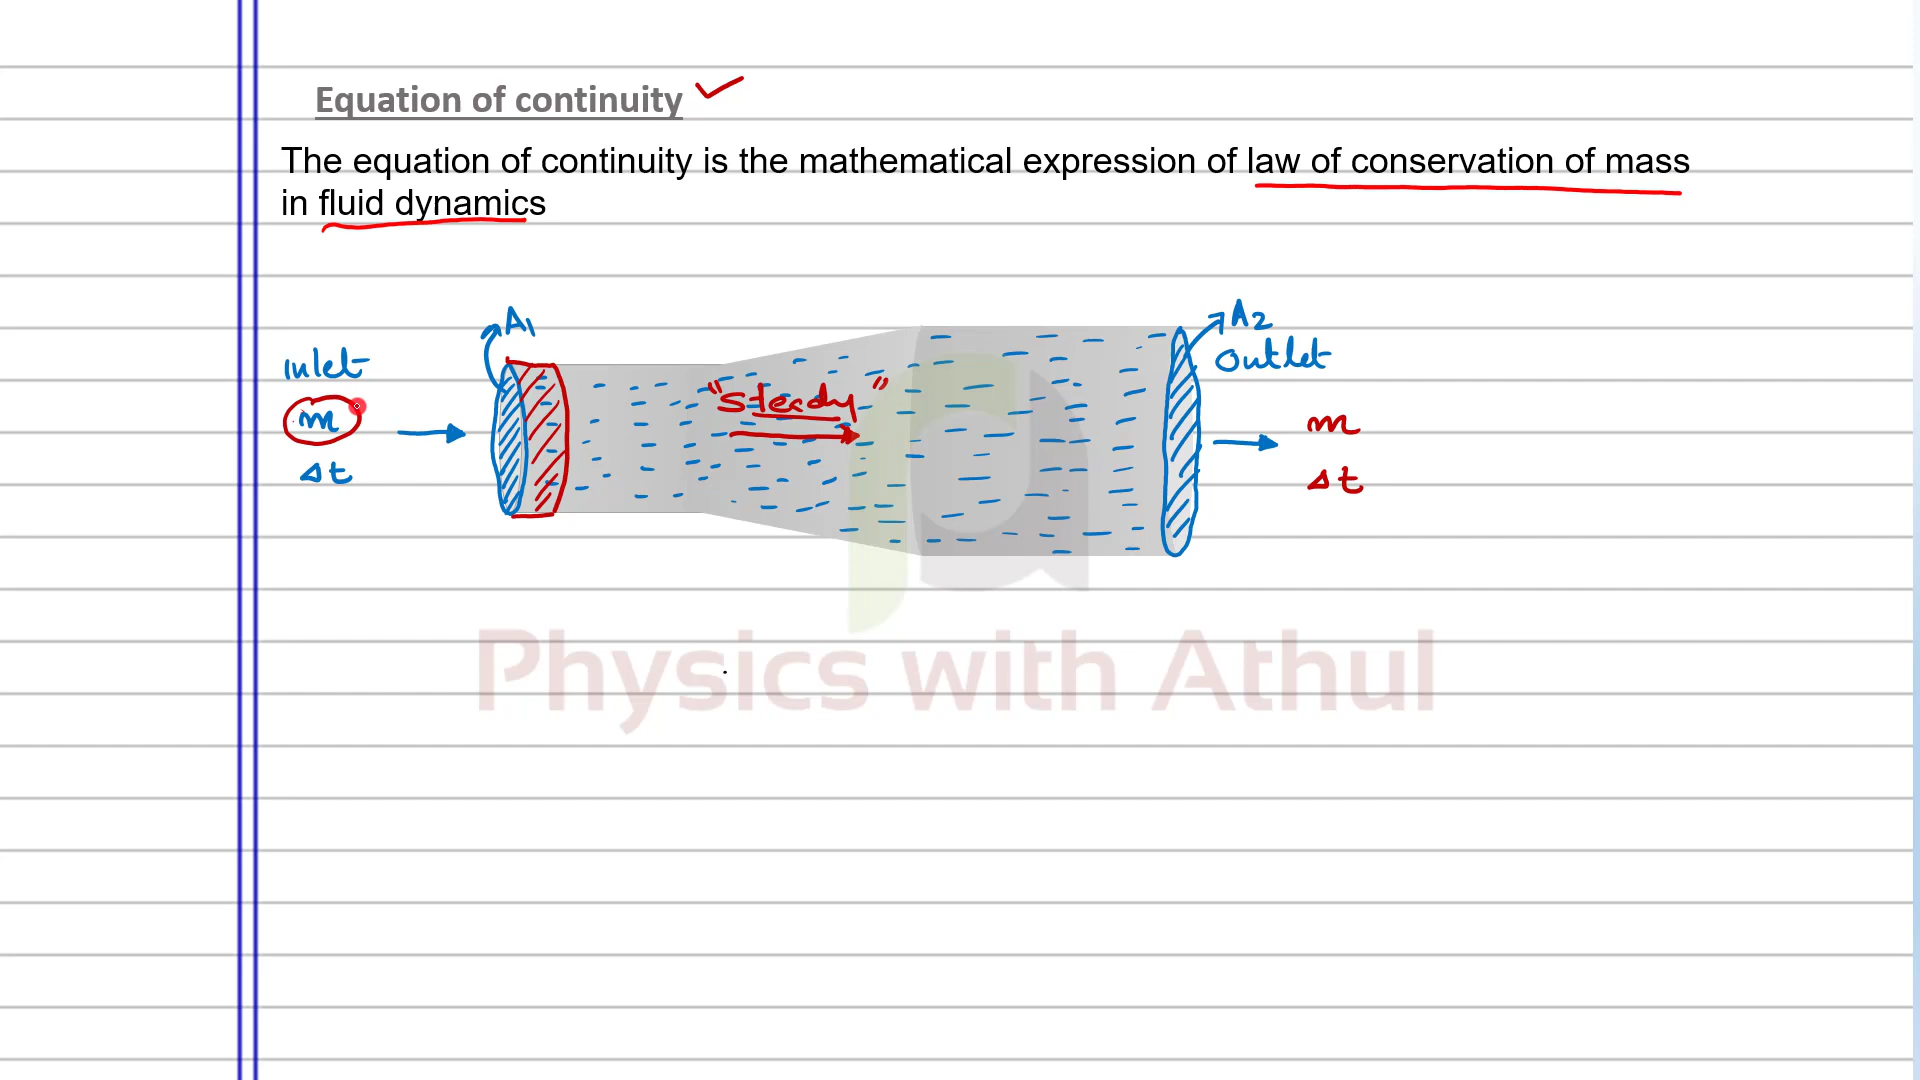 Equation of continuity
The equation of continuity is the mathematical expression of law of conservation of mass
in fluid dynamics
A1
A2
Inlet
Outlet
"Steady"
m
m
Δt
Δt
Physics with Athul